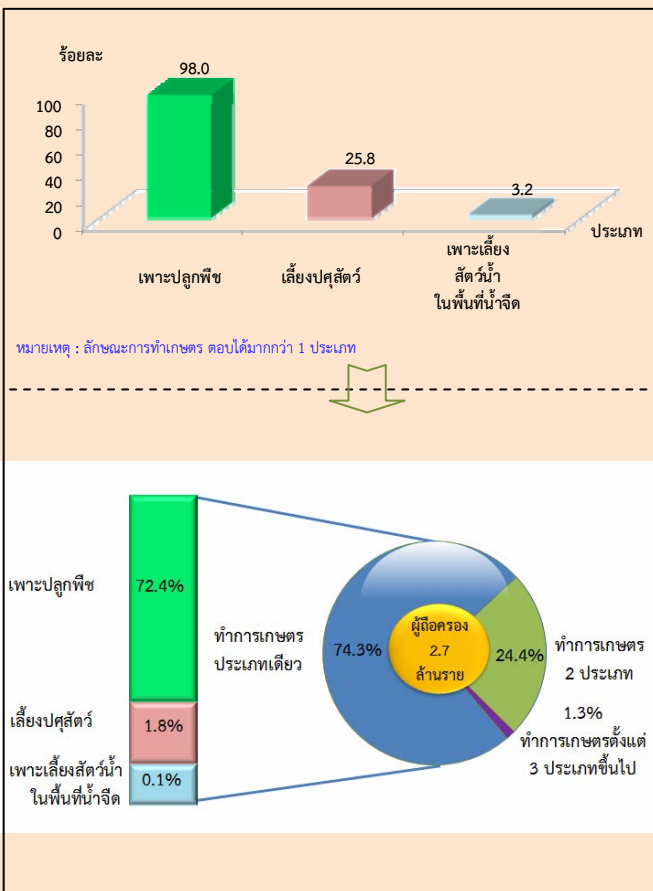 ร้อยละ
98.0
25.8
3.2
100
80
60
40
20
0
ประเภท
เพาะปลูกพืช
เลี้ยงปศุสัตว์
เพาะเลี้ยง
สัตว์น้ำ
ในพื้นที่น้ำจืด
หมายเหตุ : ลักษณะการทำเกษตร ตอบได้มากกว่า 1 ประเภท
เพาะปลูกพืช
72.4%
เลี้ยงปศุสัตว์
1.8%
เพาะเลี้ยงสัตว์น้ำ
ในพื้นที่น้ำจืด
0.1%
ทำการเกษตร
ประเภทเดียว
74.3%
ผู้ถือครอง
2.7
ล้านราย
24.4%
ทำการเกษตร
2 ประเภท
1.3%
ทำการเกษตรตั้งแต่
3 ประเภทขึ้นไป